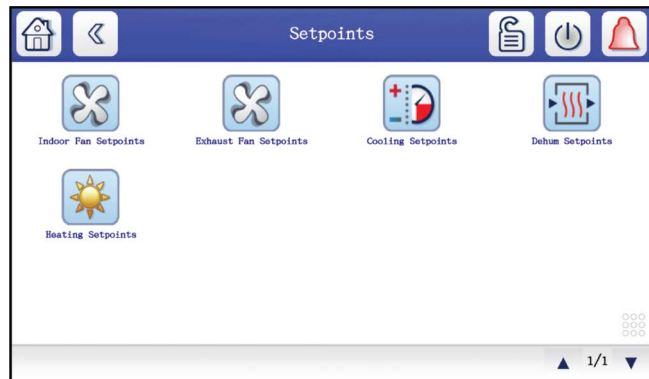 Setpoints
Indoor Fan Setpoints
Exhaust Fan Setpoints
Cooling Setpoints
Dehum Setpoints
Heating Setpoints
1/1